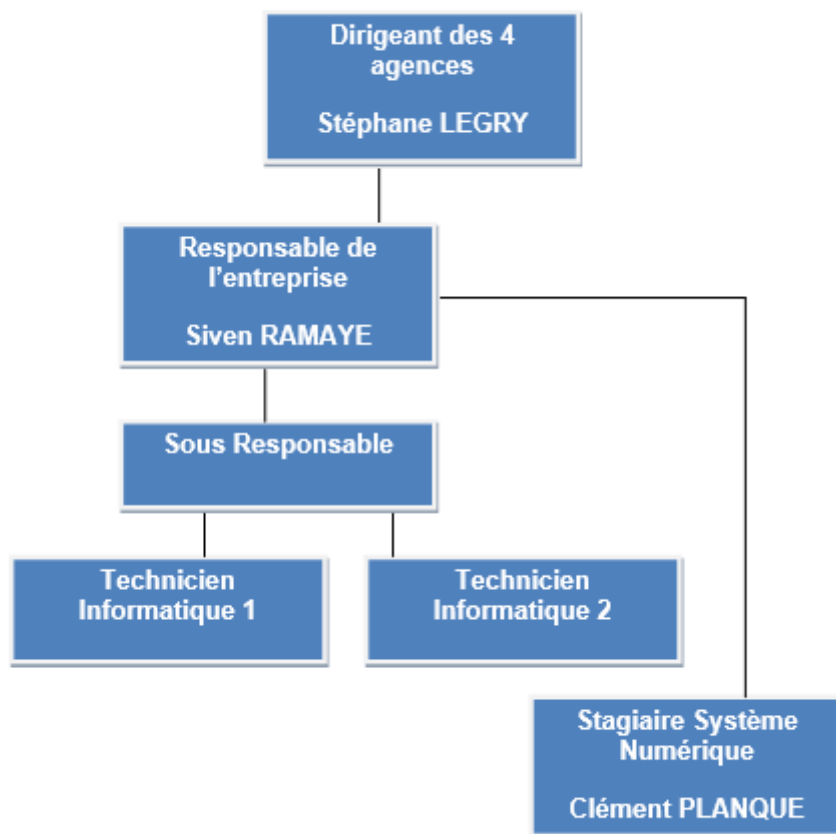 Dirigeant des 4
agences
Stéphane LEGRY
Responsable de
l'entreprise
Siven RAMAYE
Sous Responsable
Technicien
Informatique 1
Technicien
Informatique 2
Stagiaire Système
Numérique
Clément PLANQUE